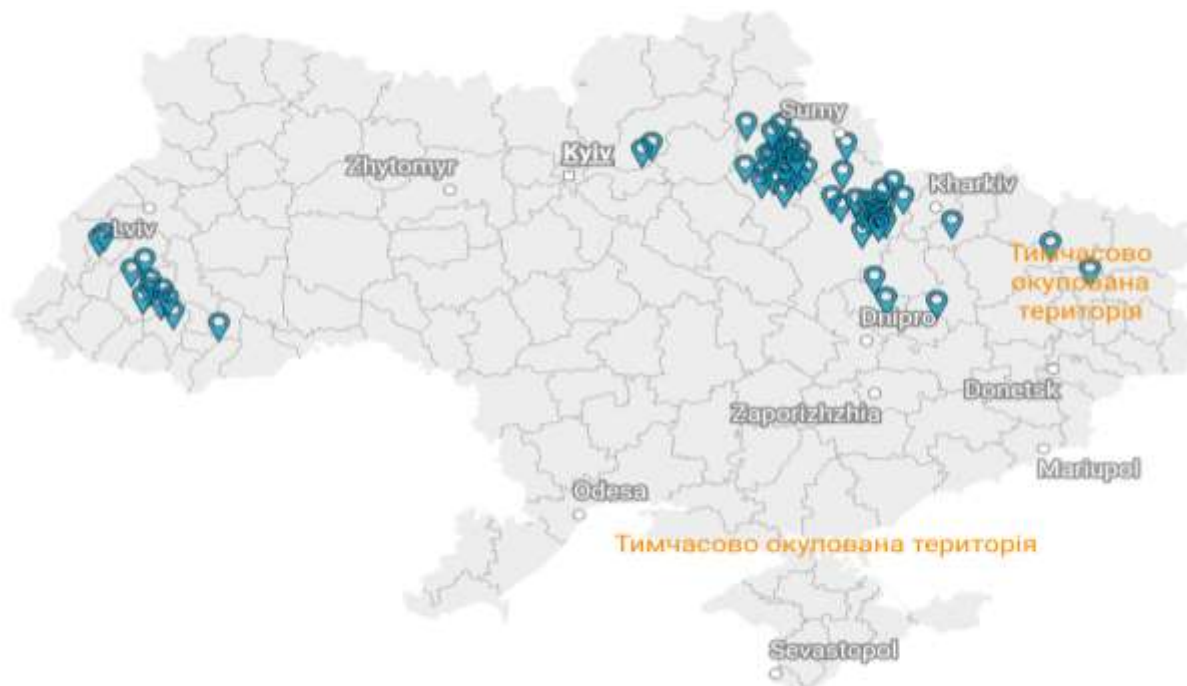 Sumy
Kyiv
Zhytomyr
Kharkiv
Lviv
Тимчасово
окупована
територія
Dnipro
Donetsk
Zaporizhzhia
Mariupol
Odesa
Тимчасово окупована територія
Sevastopol